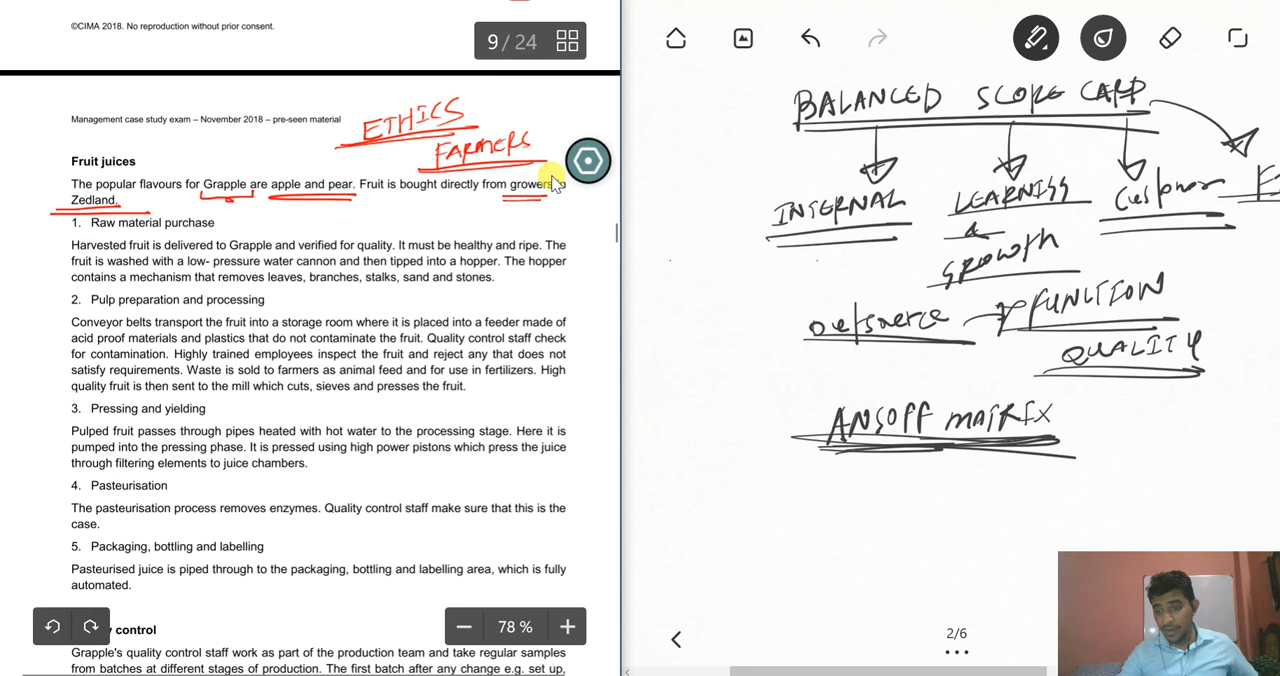 ©CIMA 2018. No reproduction without prior consent.
9 / 24
Management case study exam – November 2018 – pre-seen material
ETHICS
FARMERS
Fruit juices
The popular flavours for Grapple are apple and pear. Fruit is bought directly from growers
Zedland.
1. Raw material purchase
Harvested fruit is delivered to Grapple and verified for quality. It must be healthy and ripe. The
fruit is washed with a low- pressure water cannon and then tipped into a hopper. The hopper
contains a mechanism that removes leaves, branches, stalks, sand and stones.
2. Pulp preparation and processing
Conveyor belts transport the fruit into a storage room where it is placed into a feeder made of
acid proof materials and plastics that do not contaminate the fruit. Quality control staff check
for contamination. Highly trained employees inspect the fruit and reject any that does not
satisfy requirements. Waste is sold to farmers as animal feed and for use in fertilizers. High
quality fruit is then sent to the mill which cuts, sieves and presses the fruit.
3. Pressing and yielding
Pulped fruit passes through pipes heated with hot water to the processing stage. Here it is
pumped into the pressing phase. It is pressed using high power pistons which press the juice
through filtering elements to juice chambers.
4. Pasteurisation
The pasteurisation process removes enzymes. Quality control staff make sure that this is the
case.
5. Packaging, bottling and labelling
Pasteurised juice is piped through to the packaging, bottling and labelling area, which is fully
automated.
control
78 %
Grapple's quality control staff work as part of the production team and take regular samples
from batches at different stages of production. The first batch after any change e.g. set up,
BALANCED SCORE CARD
INTERNAL
LEARNING
&
growth
Customer
outsource
FUNCTION
QUALITY
ANSOFF MATRIX
2/6